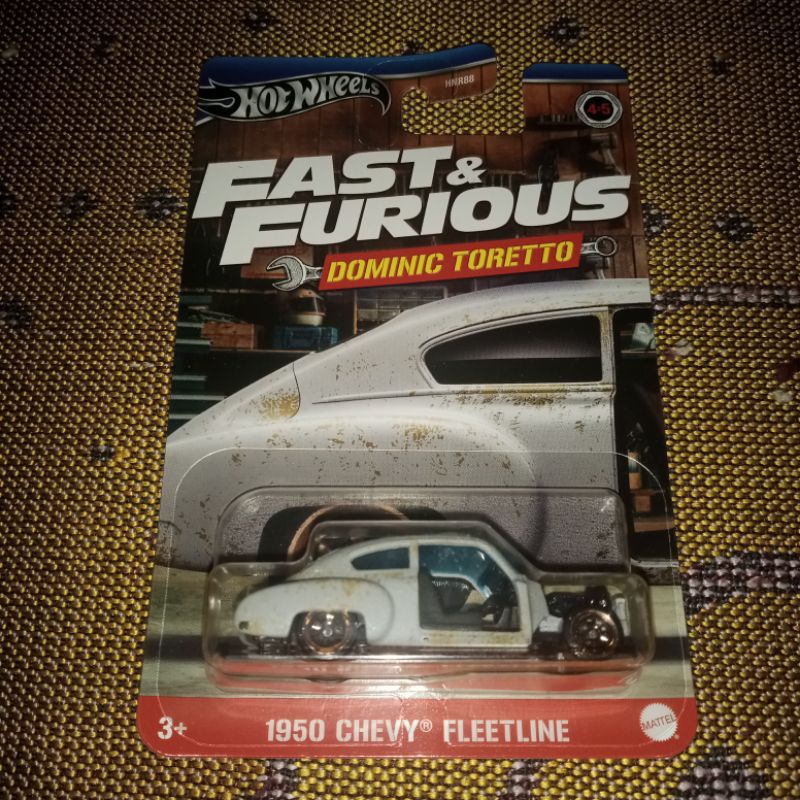 HNR88
Hot Wheels
4:5
FAST &
FURIOUS
DOMINIC TORETTO
3+
1950 CHEVY® FLEETLINE
MATTEL